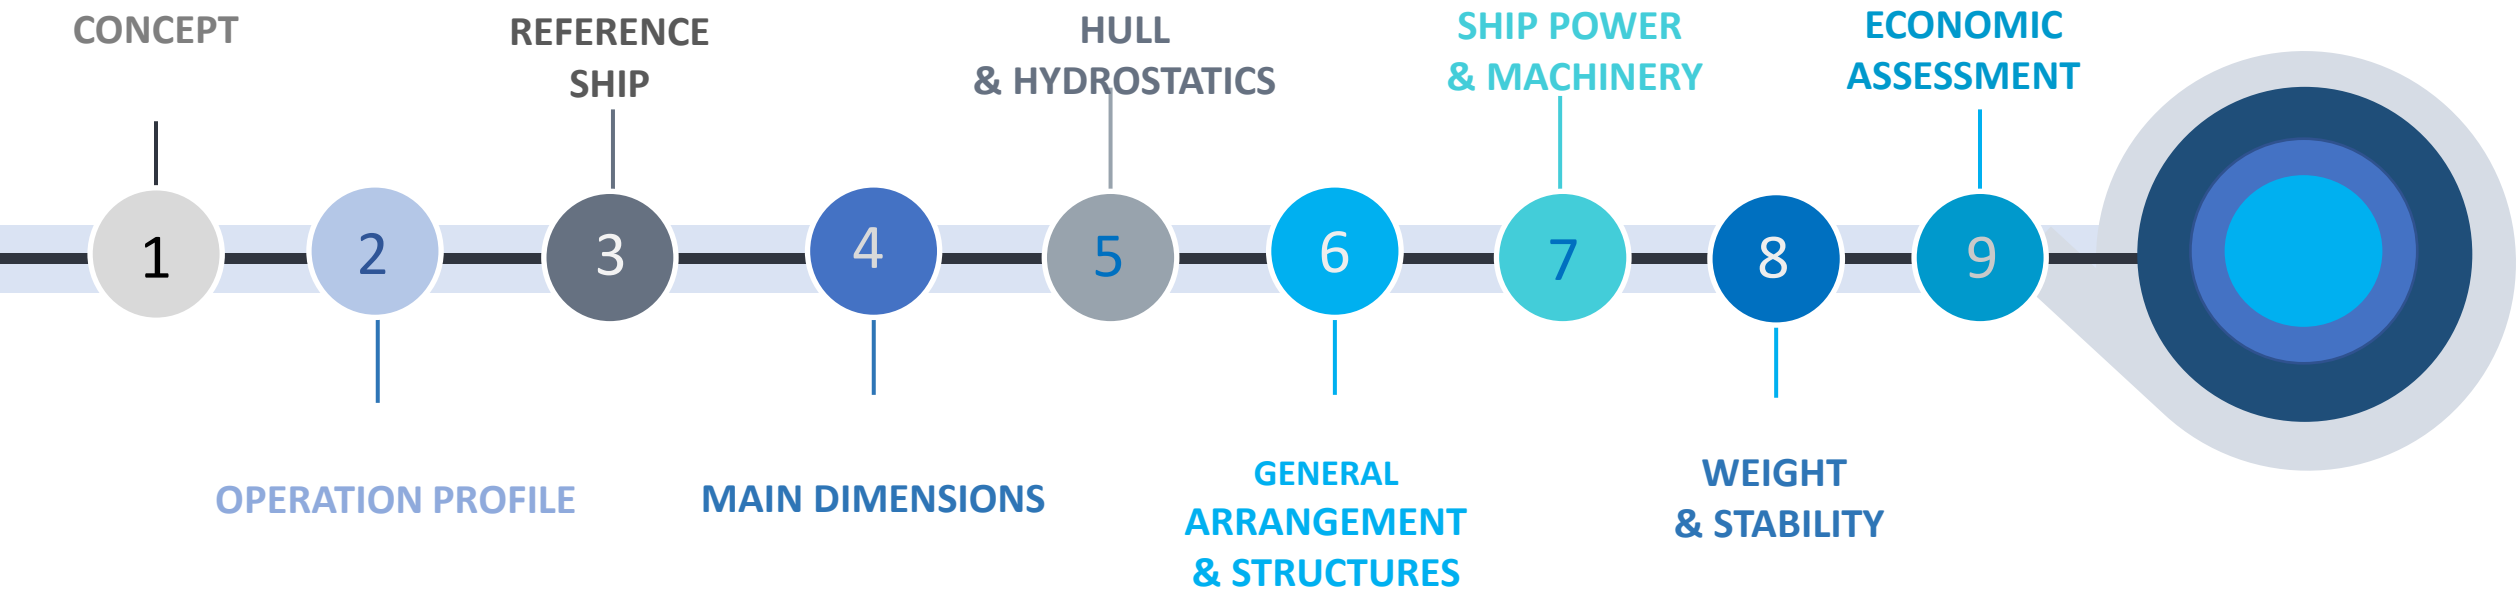 CONCEPT
1
2
OPERATION PROFILE
REFERENCE
SHIP
3
4
MAIN DIMENSIONS
HULL
& HYDROSTATICS
5
6
GENERAL
ARRANGEMENT
& STRUCTURES
SHIP POWER
& MACHINERY
7
8
WEIGHT
& STABILITY
ECONOMIC
ASSESSMENT
9